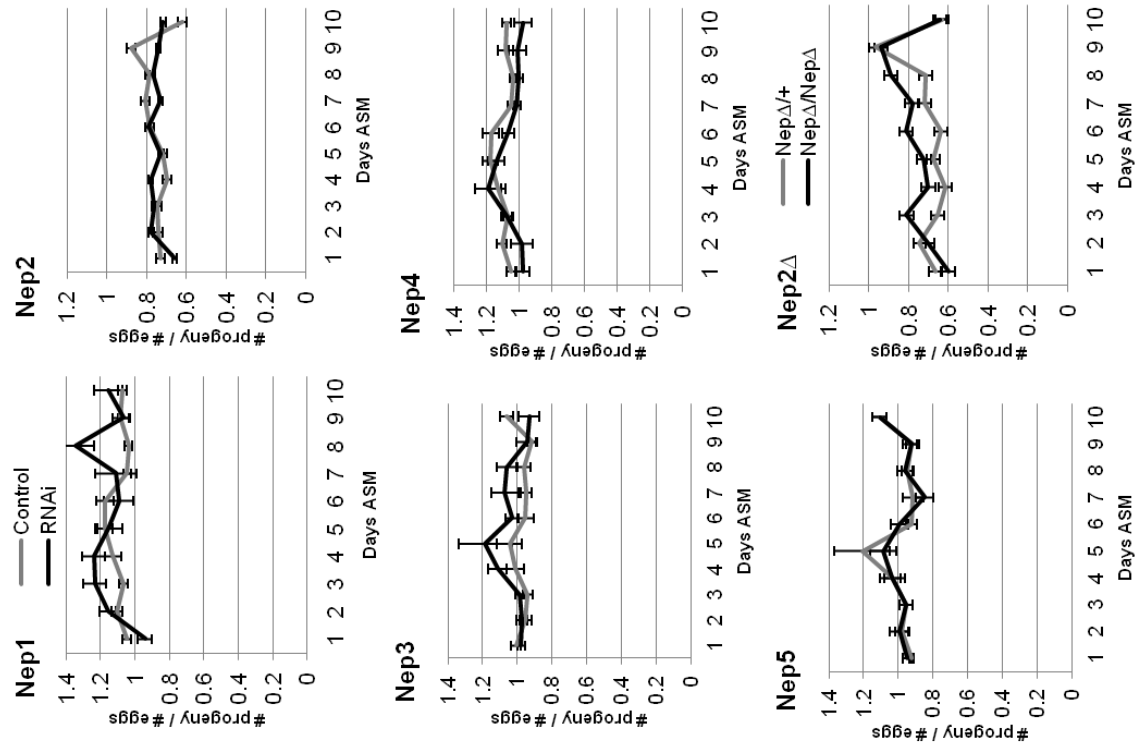 Nep1
Control
RNAi
# progeny / # eggs
1.4
1.2
1
0.8
0.6
0.4
0.2
0
1 2 3 4 5 6 7 8 9 10
Days ASM
Nep2
# progeny / # eggs
1.2
1
0.8
0.6
0.4
0.2
0
1 2 3 4 5 6 7 8 9 10
Days ASM
Nep3
# progeny / # eggs
1.4
1.2
1
0.8
0.6
0.4
0.2
0
1 2 3 4 5 6 7 8 9 10
Days ASM
Nep4
# progeny / # eggs
1.4
1.2
1
0.8
0.6
0.4
0.2
0
1 2 3 4 5 6 7 8 9 10
Days ASM
Nep5
# progeny / # eggs
1.4
1.2
1
0.8
0.6
0.4
0.2
0
1 2 3 4 5 6 7 8 9 10
Days ASM
Nep2Δ
NepΔ/+
NepΔ/NepΔ
# progeny / # eggs
1.2
1
0.8
0.6
0.4
0.2
0
1 2 3 4 5 6 7 8 9 10
Days ASM